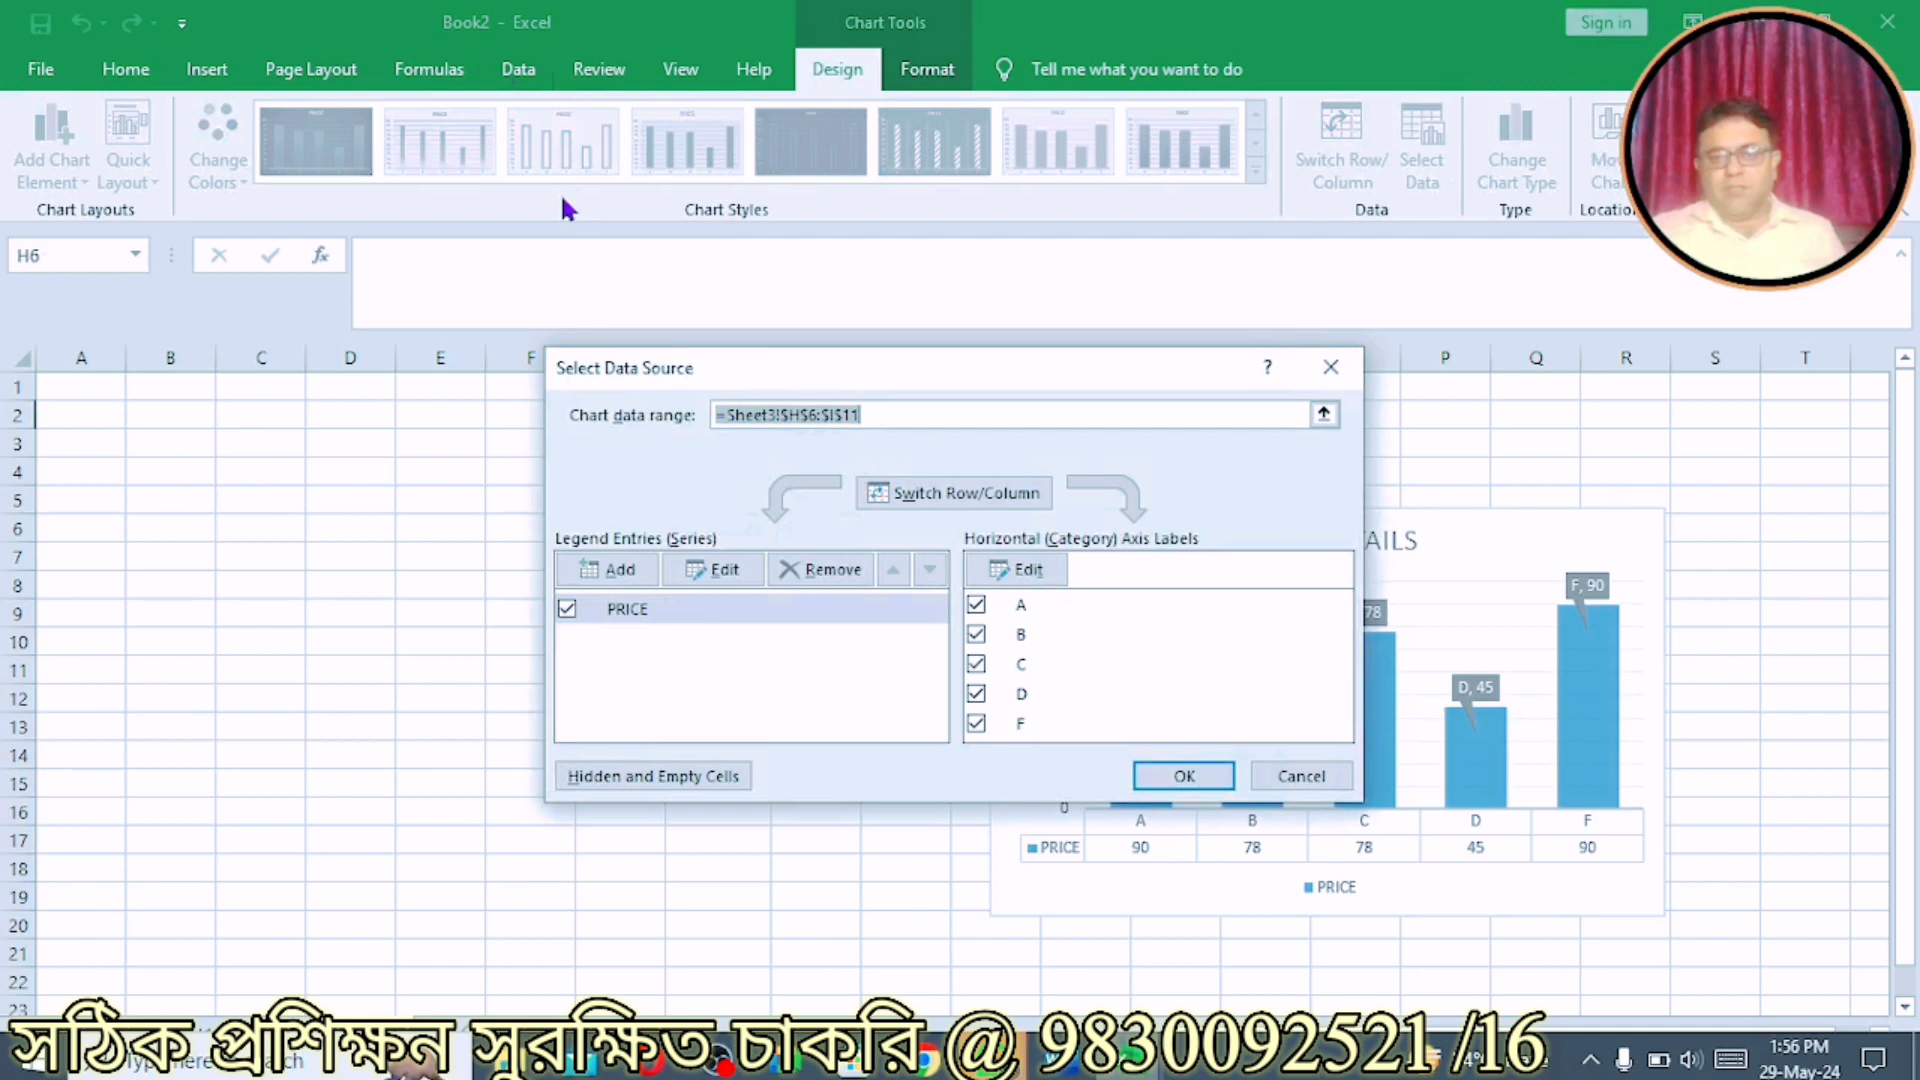 Book2 - Excel
Chart Tools
Sign in
File Home Insert Page Layout Formulas Data Review View Help Design Format Tell me what you want to do
Add Chart Element
Quick Layout
Change Colors
Switch Row/ Column
Select Data
Change Chart Type
Chart Layouts
Chart Styles
Data
Type
H6
fx
A B C D E F P Q R S T
1
2
3
4
5
6
7
8
9
10
11
12
13
14
15
16
17
18
19
20
21
22
23
Select Data Source
?
Chart data range: =Sheet3!$H$6:$I$11
Switch Row/Column
Legend Entries (Series)
Horizontal (Category) Axis Labels
Add Edit Remove
Edit
PRICE
A
B
C
D
F
Hidden and Empty Cells
OK
Cancel
AILS
F, 90
78
D, 45
0
A B C D F
PRICE 90 78 78 45 90
PRICE
সঠিক প্রশিক্ষন সুরক্ষিত চাকরি @ 9830092521 /16
1:56 PM
29-May-24